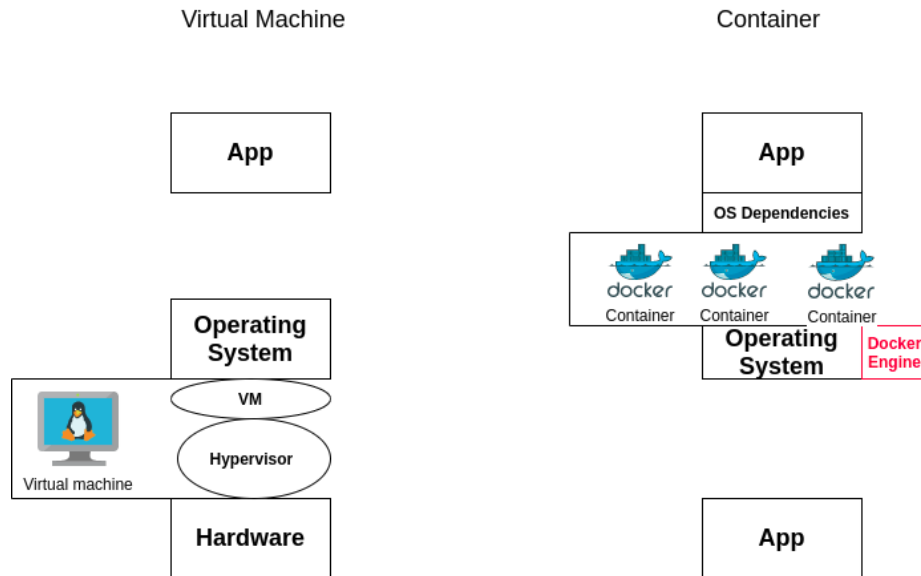 Virtual Machine
Container
App
App
OS Dependencies
docker
docker
docker
Container
Container
Container
Operating
System
Operating
System
Docker
Engine
VM
Hypervisor
Virtual machine
Hardware
App